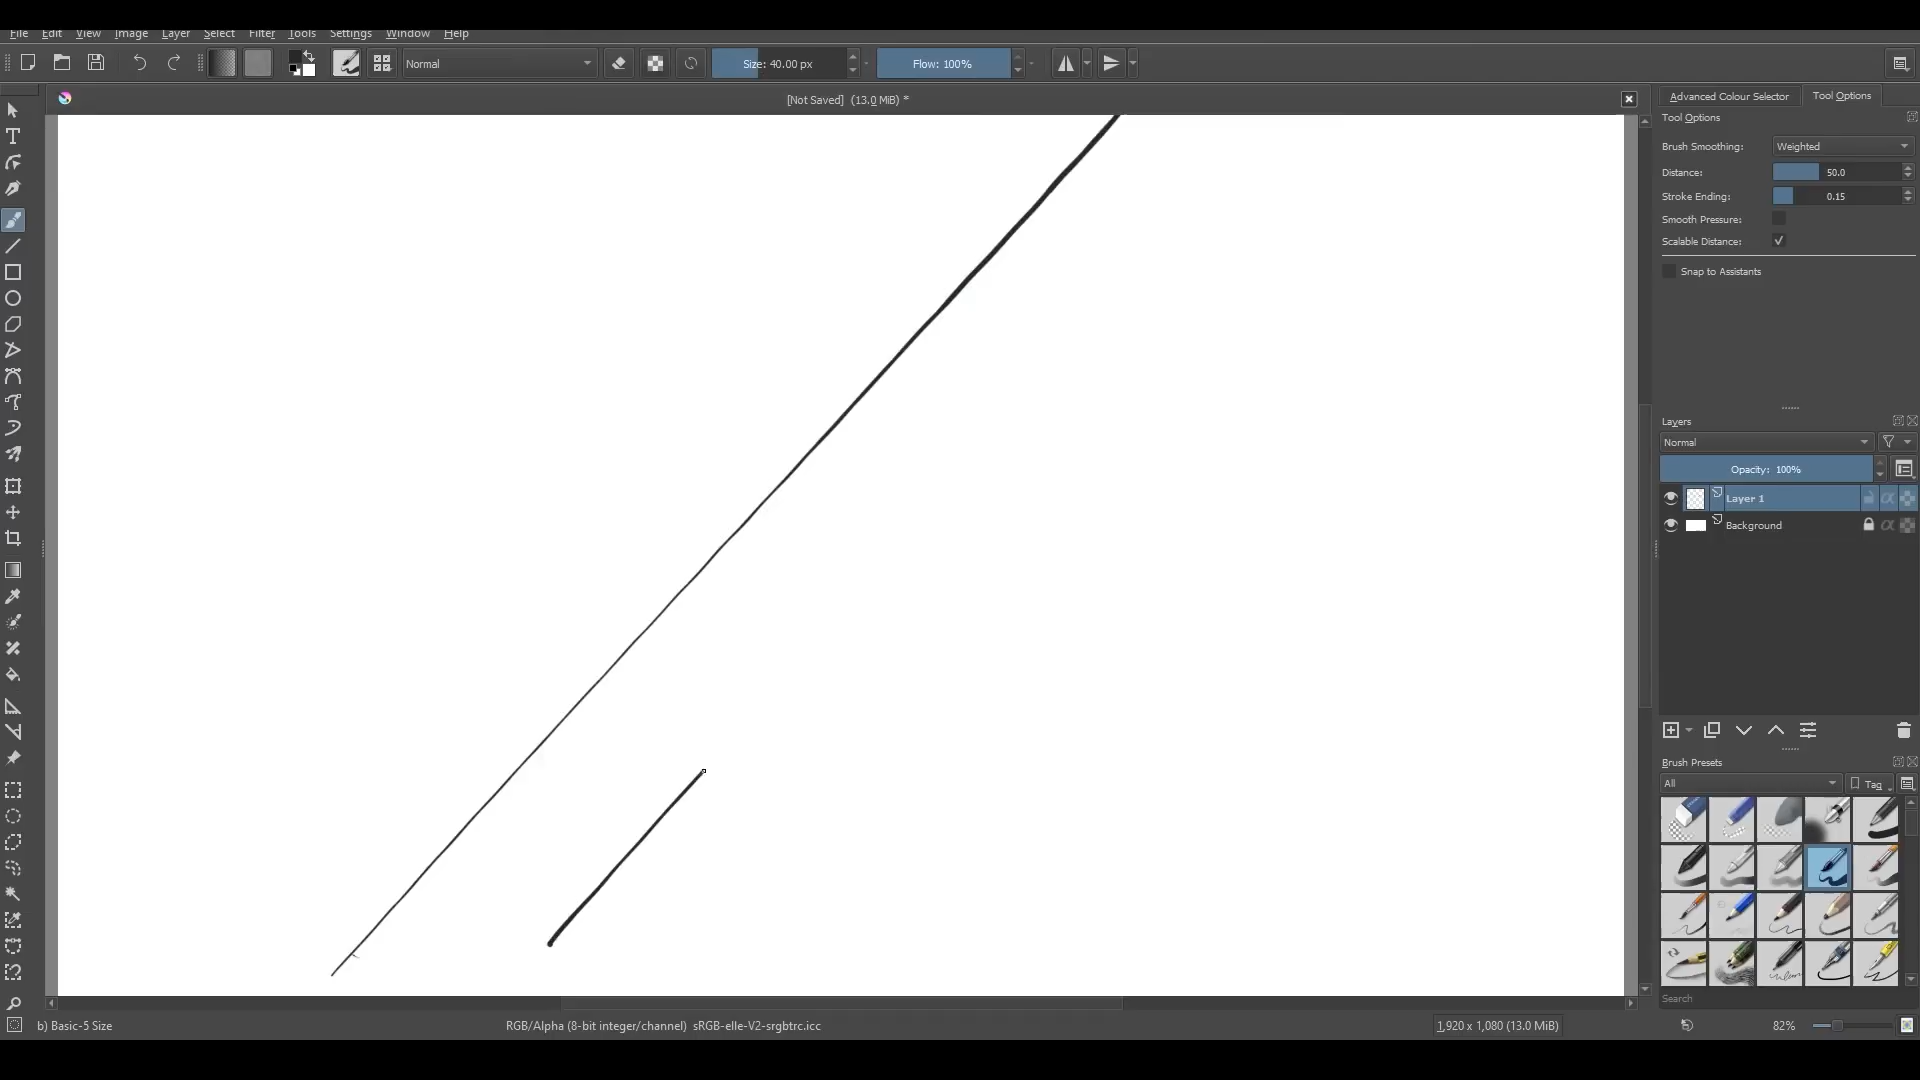 File Edit View Image Layer Select Filter Tools Settings Window Help
Normal Size: 40.00 px Flow: 100%
[Not Saved] (13.0 MiB) *
Advanced Colour Selector Tool Options
Tool Options
Brush Smoothing: Weighted
Distance: 50.0
Stroke Ending: 0.15
Smooth Pressure:
Scalable Distance:
Snap to Assistants
Layers
Normal
Opacity: 100%
Layer 1
Background
Brush Presets
All Tag
Search
b) Basic-5 Size RGB/Alpha (8-bit integer/channel) sRGB-elle-V2-srgbtrc.icc 1,920 x 1,080 (13.0 MiB) 82%